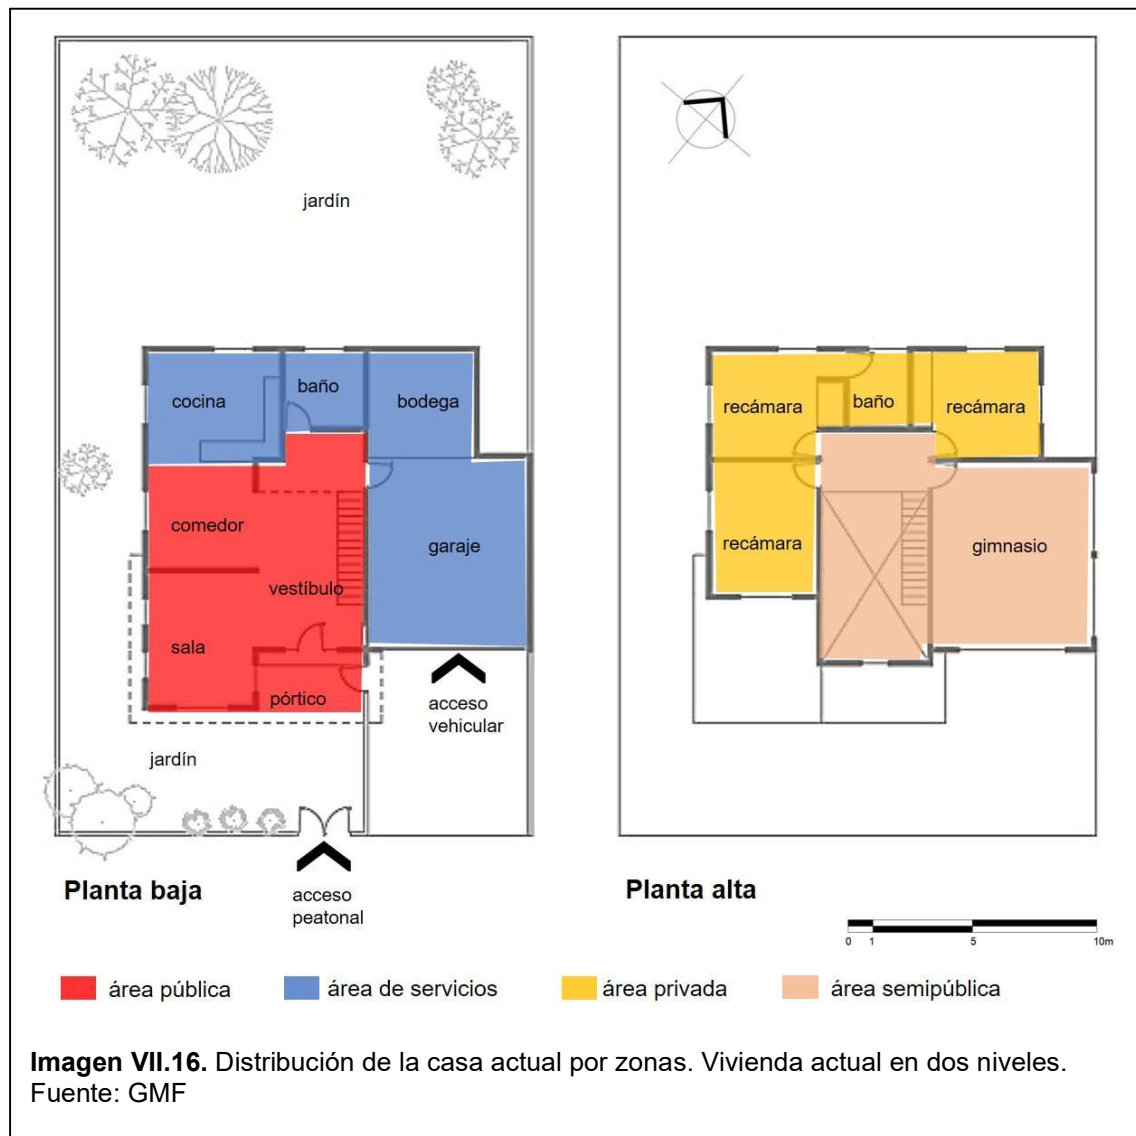 jardín
cocina
baño
bodega
comedor
garaje
vestíbulo
sala
pórtico
acceso
vehicular
jardín
acceso
peatonal
Planta baja
recámara
baño
recámara
recámara
gimnasio
Planta alta
0 1 5 10m
área pública
área de servicios
área privada
área semipública
Imagen VII.16. Distribución de la casa actual por zonas. Vivienda actual en dos niveles.
Fuente: GMF